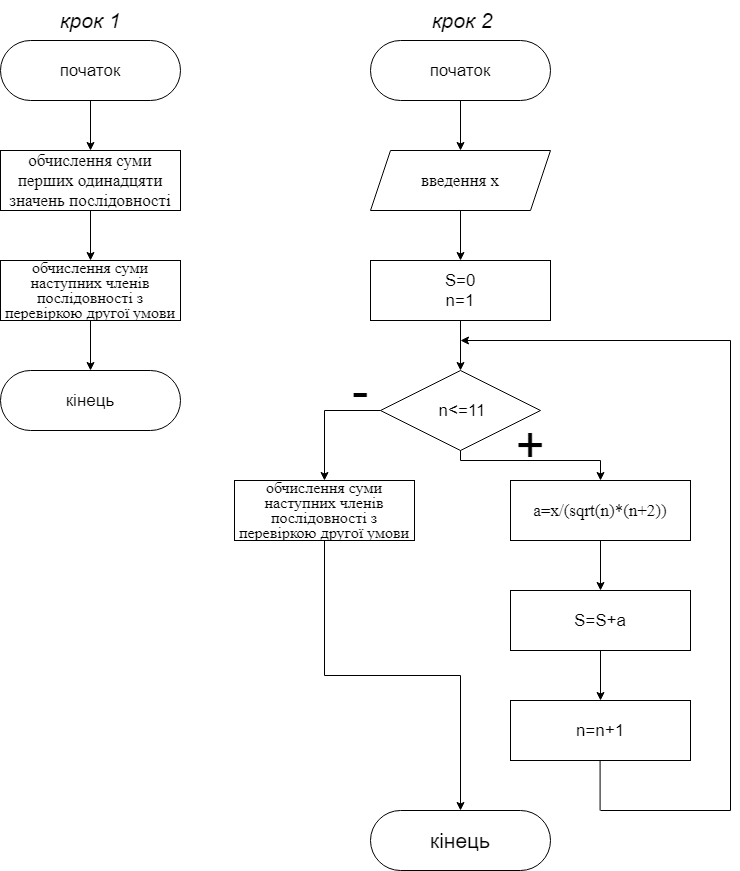 крок 1
початок
обчислення суми
перших одинадцяти
значень послідовності
обчислення суми
наступних членів
послідовності з
перевіркою другої умови
кінець
крок 2
початок
введення x
S=0
n=1
n<=11
-
+
обчислення суми
наступних членів
послідовності з
перевіркою другої умови
a=x/(sqrt(n)*(n+2))
S=S+a
n=n+1
кінець